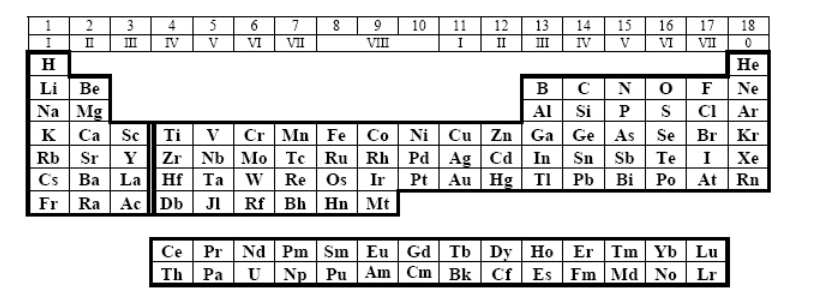 1 2 3 4 5 6 7 8 9 10 11 12 13 14 15 16 17 18
I II III IV V VI VII VIII I II III IV V VI VII 0
H He
Li Be B C N O F Ne
Na Mg Al Si P S Cl Ar
K Ca Sc Ti V Cr Mn Fe Co Ni Cu Zn Ga Ge As Se Br Kr
Rb Sr Y Zr Nb Mo Tc Ru Rh Pd Ag Cd In Sn Sb Te I Xe
Cs Ba La Hf Ta W Re Os Ir Pt Au Hg Tl Pb Bi Po At Rn
Fr Ra Ac Db Jl Rf Bh Hn Mt
Ce Pr Nd Pm Sm Eu Gd Tb Dy Ho Er Tm Yb Lu
Th Pa U Np Pu Am Cm Bk Cf Es Fm Md No Lr